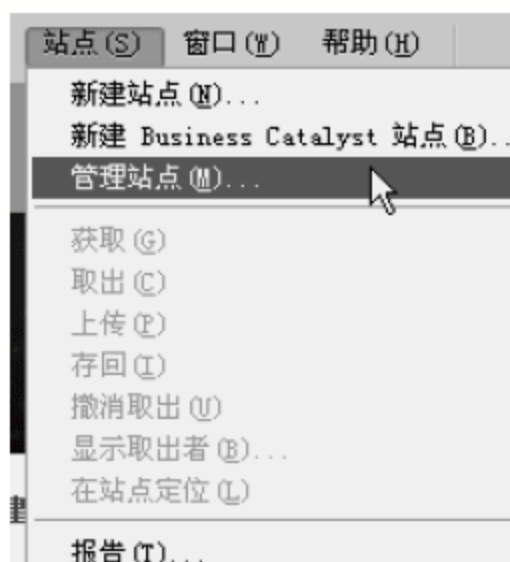 站点(S) 窗口(W) 帮助(H)
新建站点(N)...
新建 Business Catalyst 站点(B)..
管理站点(M)...
获取(G)
取出(C)
上传(P)
存回(I)
撤消取出(U)
显示取出者(B)...
在站点定位(L)
建
报告(T)...